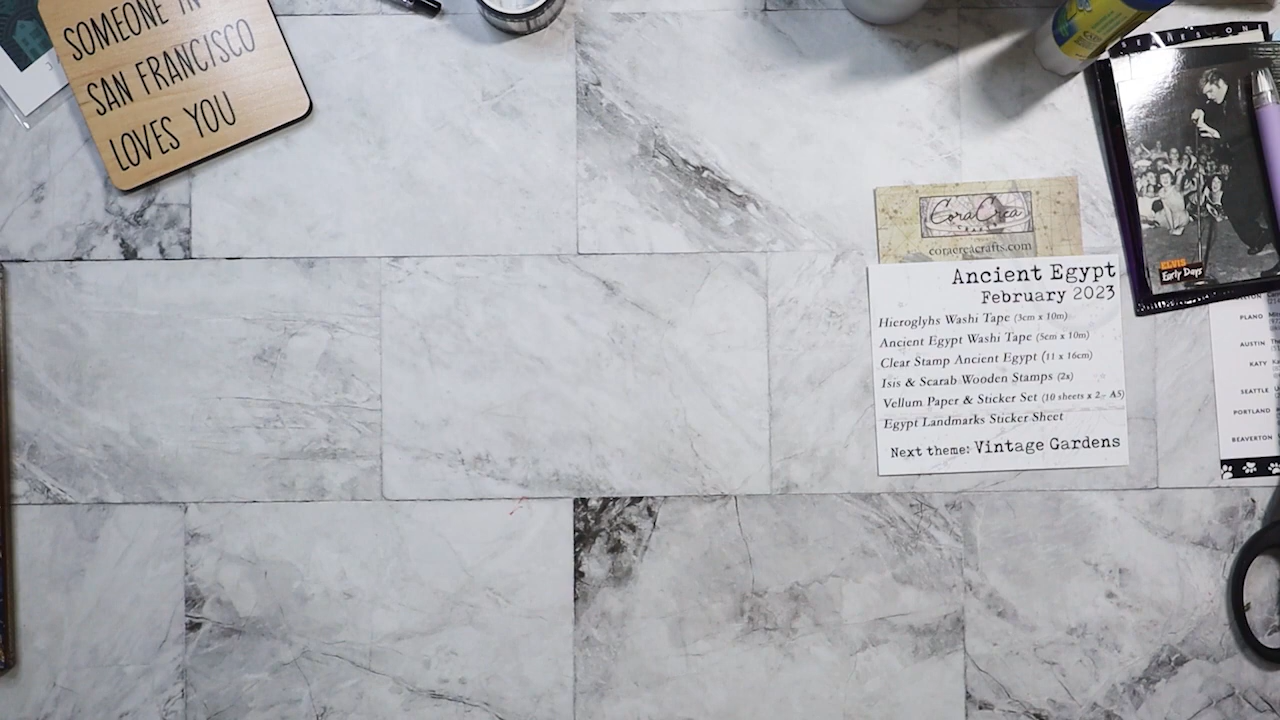 SOMEONE IN
SAN FRANCISCO
LOVES YOU
SERIES ONE
ELVIS
Early Days
CoraCrea
CRAFTS
coracreacrafts.com
Ancient Egypt
February 2023
Hieroglyhs Washi Tape (3cm x 10m)
Ancient Egypt Washi Tape (5cm x 10m)
Clear Stamp Ancient Egypt (11 x 16cm)
Isis & Scarab Wooden Stamps (2x)
Vellum Paper & Sticker Set (10 sheets x 2 - A5)
Egypt Landmarks Sticker Sheet
Next theme: Vintage Gardens
PLANO
AUSTIN
KATY
SEATTLE
PORTLAND
BEAVERTON